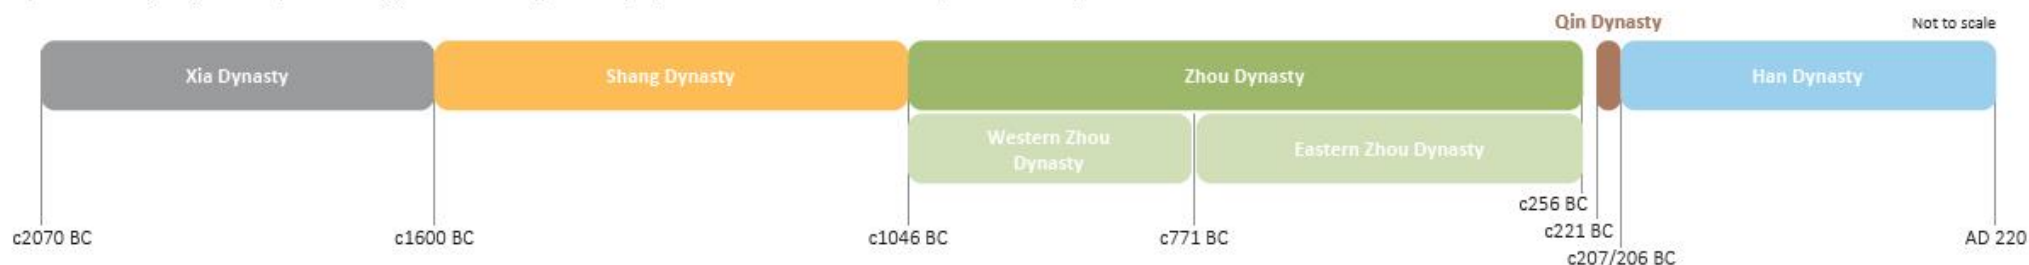 Qin Dynasty
Not to scale
Xia Dynasty
Shang Dynasty
Zhou Dynasty
Han Dynasty
Western Zhou
Dynasty
Eastern Zhou Dynasty
c256 BC
c221 BC
c207/206 BC
c2070 BC
c1600 BC
c1046 BC
c771 BC
AD 220